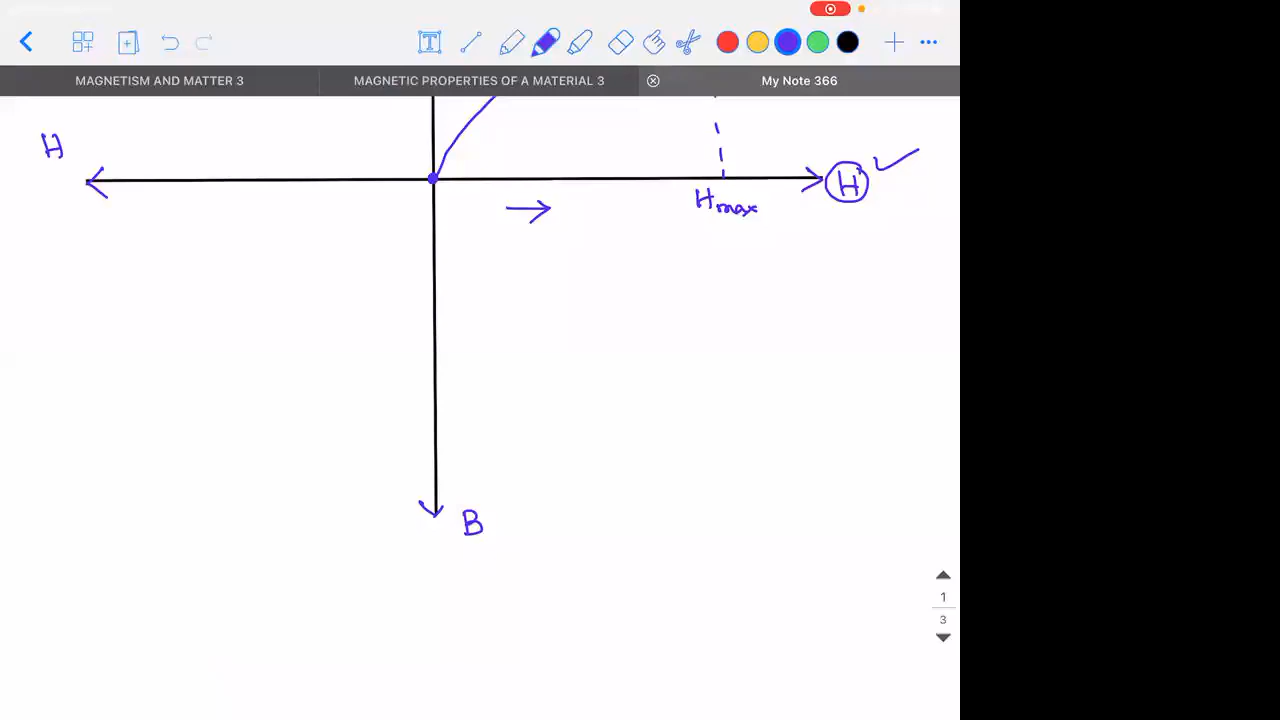 T
MAGNETISM AND MATTER 3
MAGNETIC PROPERTIES OF A MATERIAL 3
My Note 366
H
H
Hmax
B
1
3